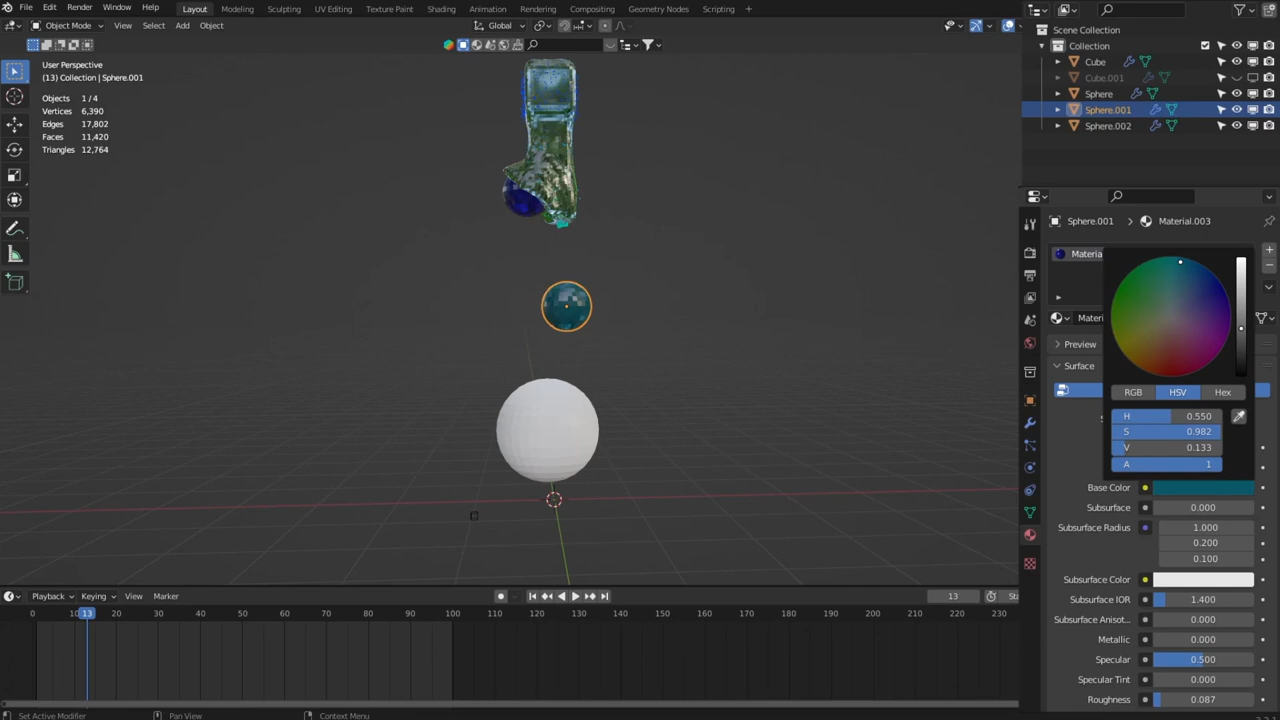 File Edit Render Window Help Layout Modeling Sculpting UV Editing Texture Paint Shading Animation Rendering Compositing Geometry Nodes Scripting
Object Mode View Select Add Object Global
User Perspective
(13) Collection | Sphere.001
Objects 1/4
Vertices 6,390
Edges 17,802
Faces 11,420
Triangles 12,764
Scene Collection
Collection
Cube
Cube.001
Sphere
Sphere.001
Sphere.002
Sphere.001 Material.003
Materia
Materi
Preview
Surface
RGB HSV Hex
H 0.550
S 0.982
V 0.133
A 1
Base Color
Subsurface 0.000
Subsurface Radius 1.000
0.200
0.100
Subsurface Color
Subsurface IOR 1.400
Subsurface Anisot... 0.000
Metallic 0.000
Specular 0.500
Specular Tint 0.000
Roughness 0.087
Playback Keying View Marker 13 Sta
0 10 13 20 30 40 50 60 70 80 90 100 110 120 130 140 150 160 170 180 190 200 210 220 230
Set Active Modifier Pan View Context Menu